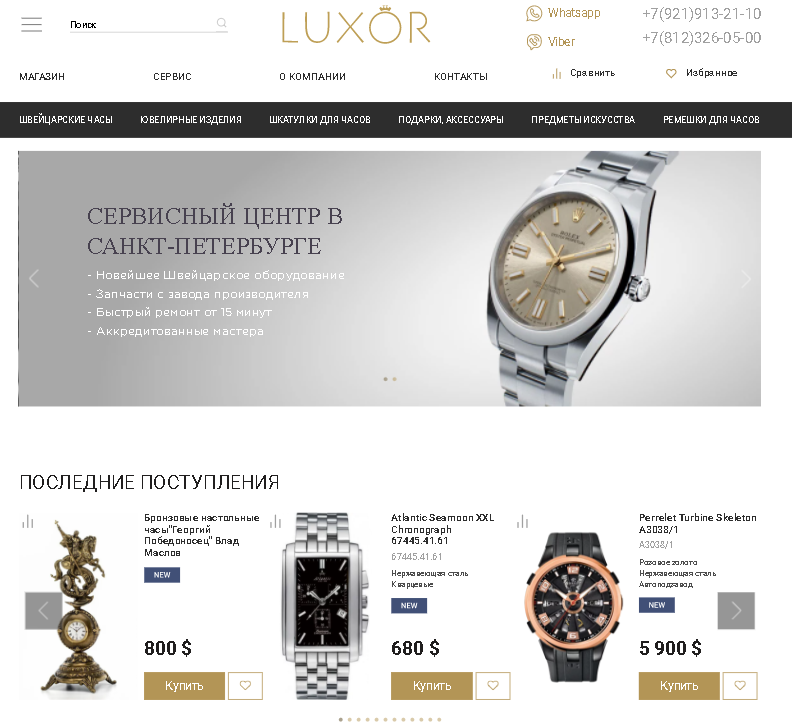 Поиск
LUXOR
Whatsapp
+7(921)913-21-10
Viber
+7(812)326-05-00
МАГАЗИН
СЕРВИС
О КОМПАНИИ
КОНТАКТЫ
Сравнить
Избранное
ШВЕЙЦАРСКИЕ ЧАСЫ
ЮВЕЛИРНЫЕ ИЗДЕЛИЯ
ШКАТУЛКИ ДЛЯ ЧАСОВ
ПОДАРКИ, АКСЕССУАРЫ
ПРЕДМЕТЫ ИСКУССТВА
РЕМЕШКИ ДЛЯ ЧАСОВ
СЕРВИСНЫЙ ЦЕНТР В
САНКТ-ПЕТЕРБУРГЕ
- Новейшее Швейцарское оборудование
- Запчасти с завода производителя
- Быстрый ремонт от 15 минут
- Аккредитованные мастера
ROLEX
ПОСЛЕДНИЕ ПОСТУПЛЕНИЯ
Бронзовые настольные
часы"Георгий
Победоносец" Влад
Маслов
NEW
800 $
Купить
Atlantic Seamoon XXL
Chronograph
67445.41.61
67445.41.61
Нержавеющая сталь
Кварцевые
NEW
680 $
Купить
Perrelet Turbine Skeleton
A3038/1
A3038/1
Розовое золото
Нержавеющая сталь
Автоподзавод
NEW
5 900 $
Купить